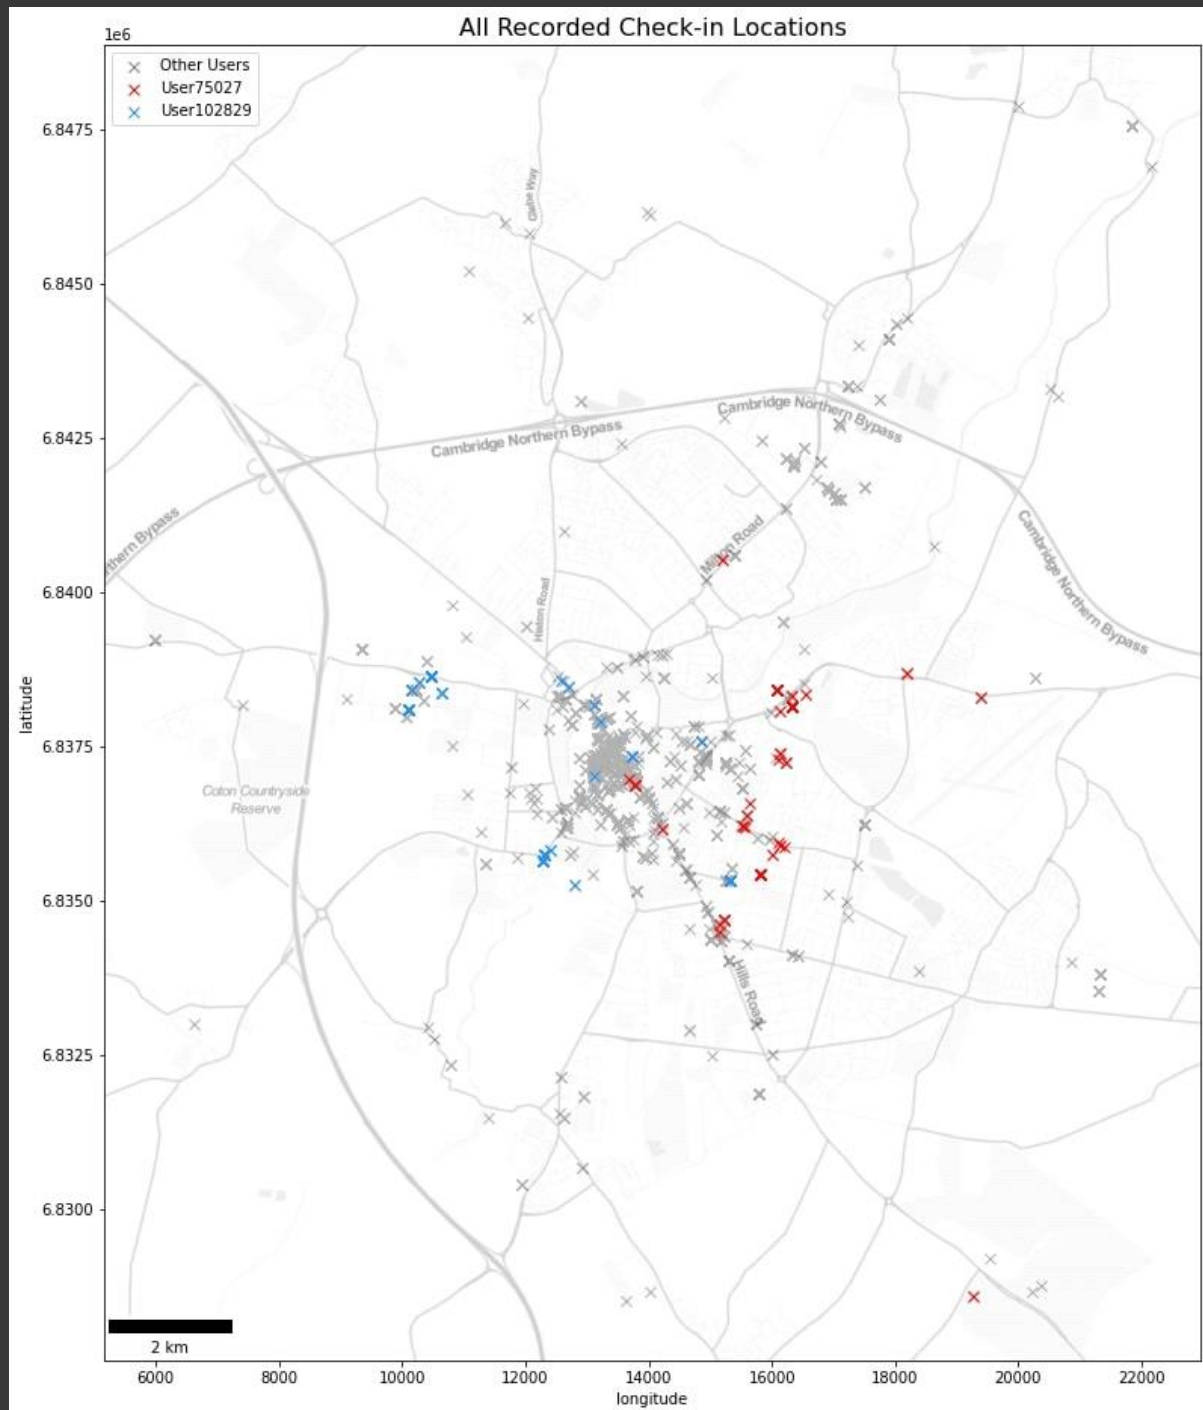 All Recorded Check-in Locations
1e6
Other Users
User75027
User102829
6.8475
6.8450
6.8425
6.8400
6.8375
6.8350
6.8325
6.8300
latitude
Cambridge Northern Bypass
Cambridge Northern Bypass
Cambridge Northern Bypass
thern Bypass
Milton Road
Histon Road
Coton Countryside
Reserve
Hills Road
2 km
6000
8000
10000
12000
14000
16000
18000
20000
22000
longitude